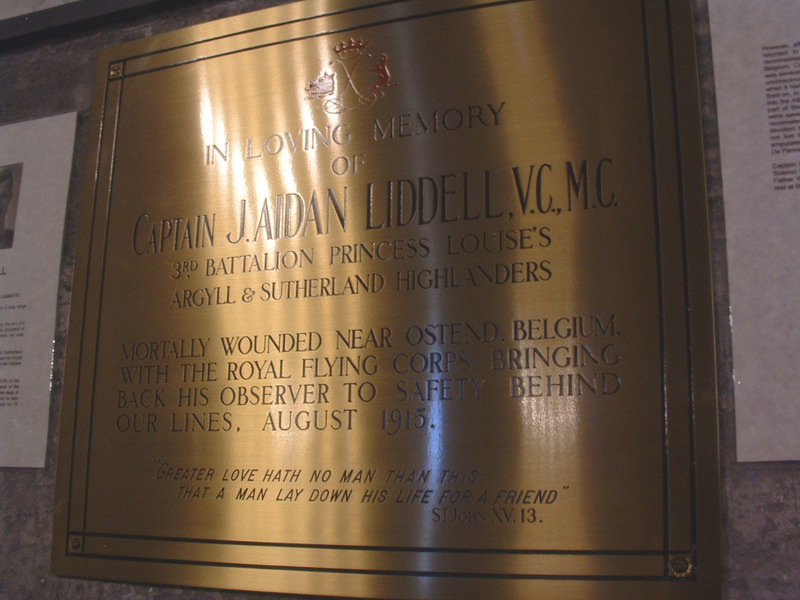 IN LOVING MEMORY
OF
CAPTAIN J. AIDAN LIDDELL, V.C., M.C.
3RD BATTALION PRINCESS LOUISE'S
ARGYLL & SUTHERLAND HIGHLANDERS
MORTALLY WOUNDED NEAR OSTEND, BELGIUM,
WITH THE ROYAL FLYING CORPS, BRINGING
BACK HIS OBSERVER TO SAFETY BEHIND
OUR LINES, AUGUST 1915.
"GREATER LOVE HATH NO MAN THAN THIS,
THAT A MAN LAY DOWN HIS LIFE FOR A FRIEND"
ST JOHN XV. 13.